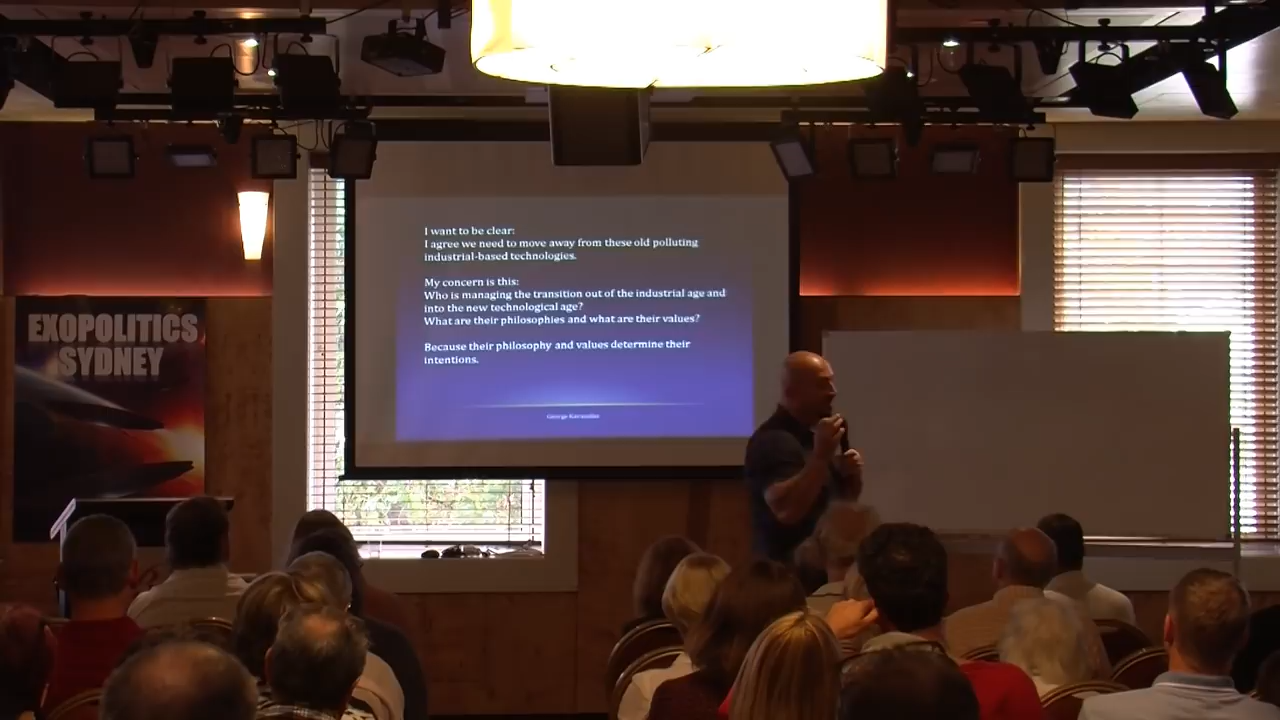 EXOPOLITICS
SYDNEY
I want to be clear:
I agree we need to move away from these old polluting
industrial-based technologies.
My concern is this:
Who is managing the transition out of the industrial age and
into the new technological age?
What are their philosophies and what are their values?
Because their philosophy and values determine their
intentions.
George